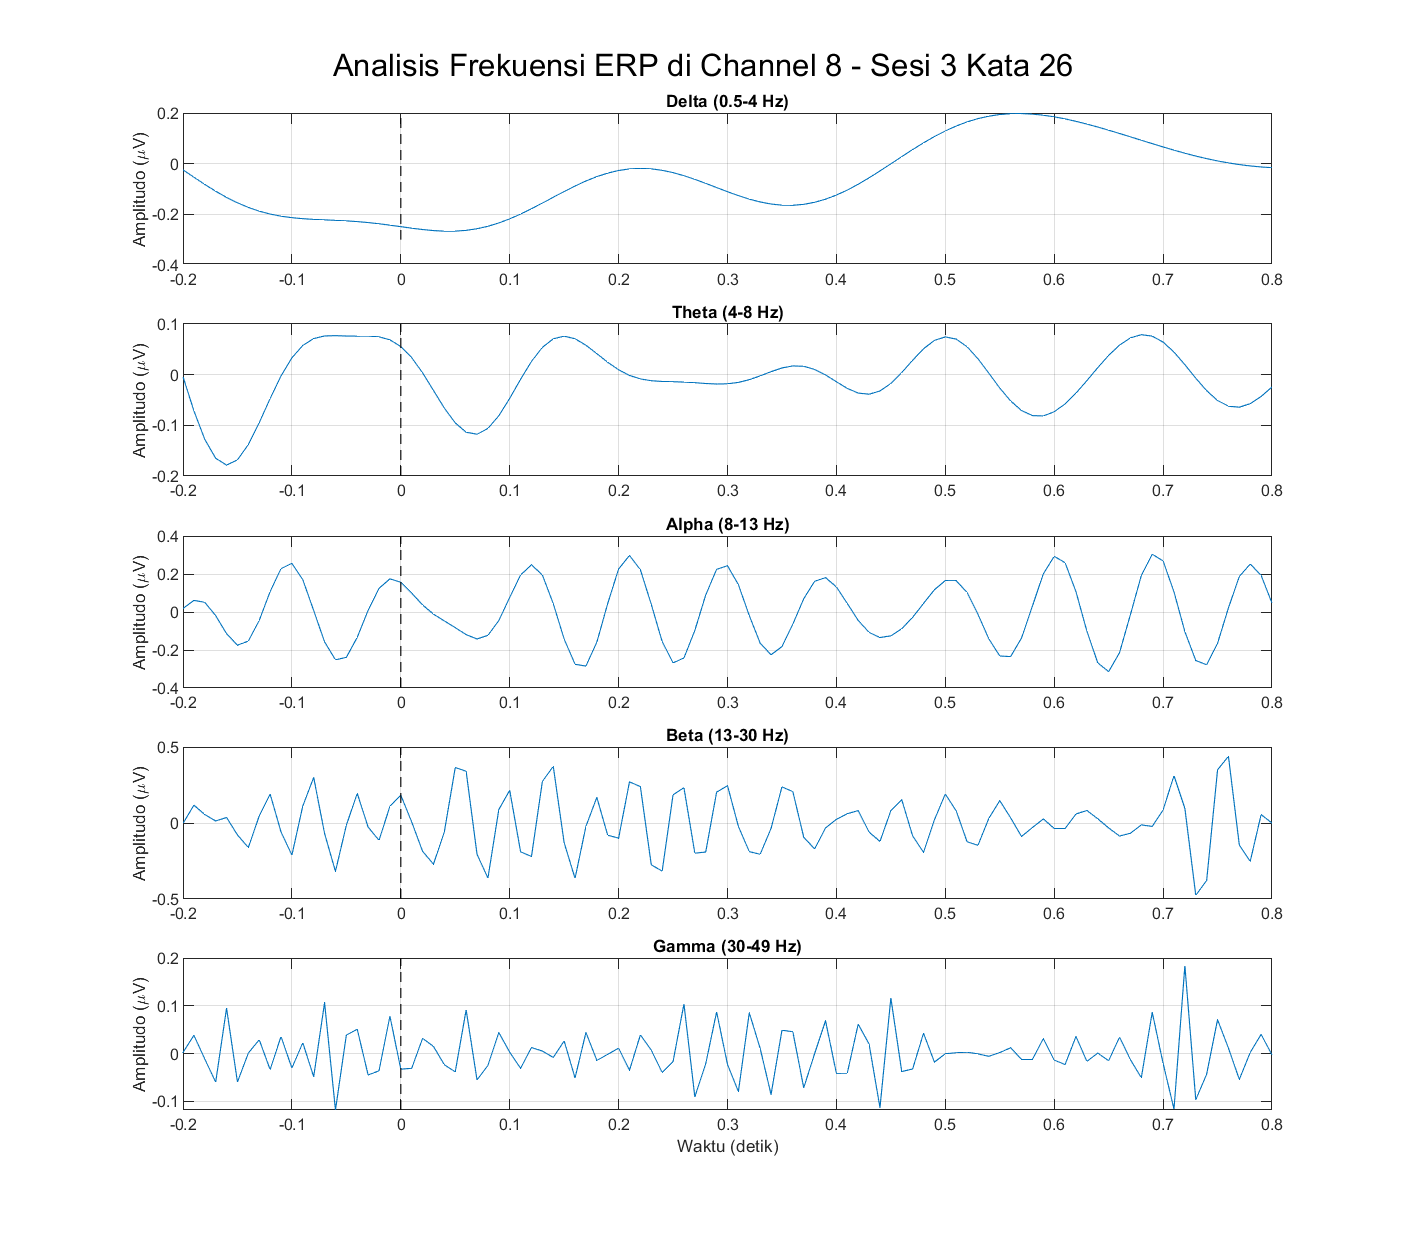 Analisis Frekuensi ERP di Channel 8 - Sesi 3 Kata 26
Delta (0.5-4 Hz)
Amplitudo (μV)
0.2
0
-0.2
-0.4
-0.2 -0.1 0 0.1 0.2 0.3 0.4 0.5 0.6 0.7 0.8
Theta (4-8 Hz)
Amplitudo (μV)
0.1
0
-0.1
-0.2
-0.2 -0.1 0 0.1 0.2 0.3 0.4 0.5 0.6 0.7 0.8
Alpha (8-13 Hz)
Amplitudo (μV)
0.4
0.2
0
-0.2
-0.4
-0.2 -0.1 0 0.1 0.2 0.3 0.4 0.5 0.6 0.7 0.8
Beta (13-30 Hz)
Amplitudo (μV)
0.5
0
-0.5
-0.2 -0.1 0 0.1 0.2 0.3 0.4 0.5 0.6 0.7 0.8
Gamma (30-49 Hz)
Amplitudo (μV)
0.2
0.1
0
-0.1
-0.2 -0.1 0 0.1 0.2 0.3 0.4 0.5 0.6 0.7 0.8
Waktu (detik)